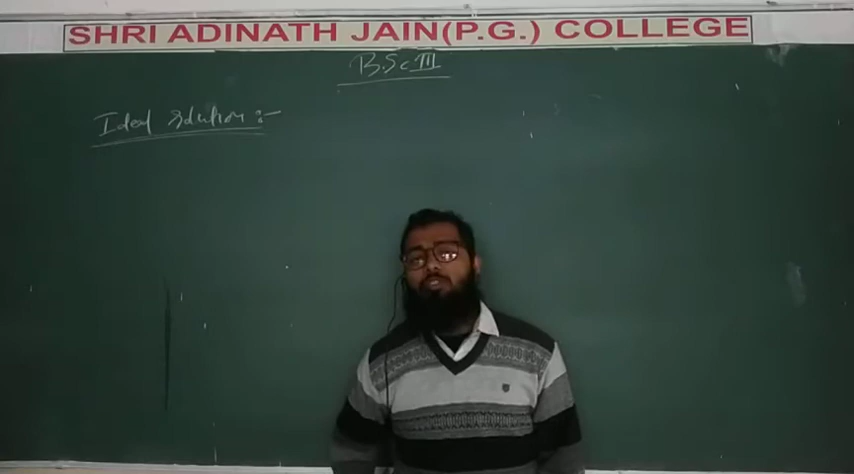 SHRI ADINATH JAIN(P.G.) COLLEGE
B.Sc III
Ideal solution :-